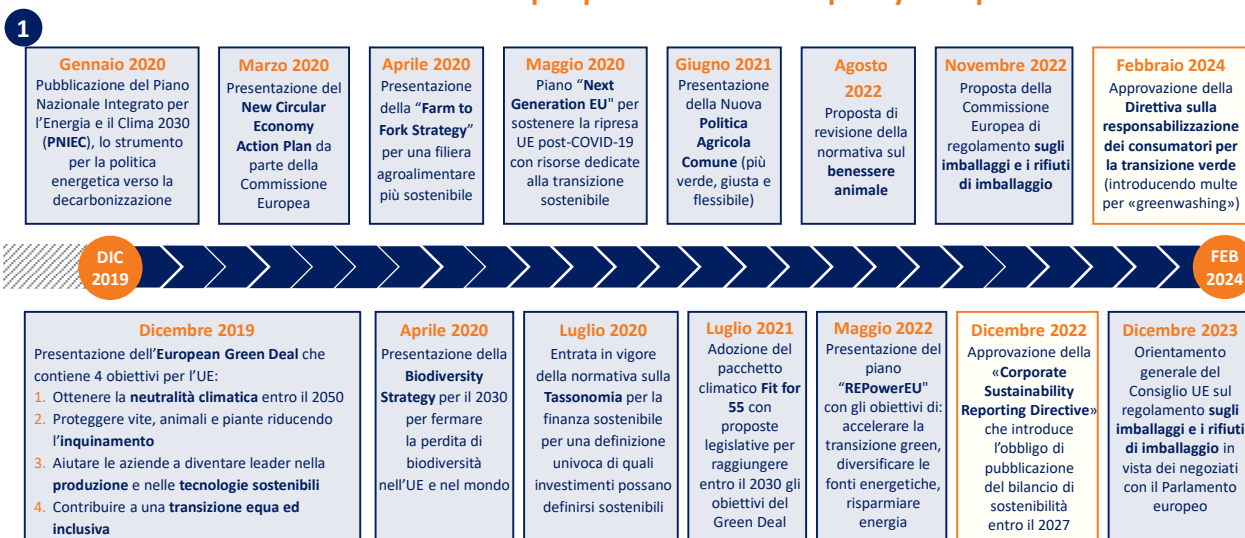 1
Gennaio 2020
Pubblicazione del Piano
Nazionale Integrato per
l’Energia e il Clima 2030
(PNIEC), lo strumento
per la politica
energetica verso la
decarbonizzazione
Marzo 2020
Presentazione del
New Circular
Economy
Action Plan da
parte della
Commissione
Europea
Aprile 2020
Presentazione
della “Farm to
Fork Strategy”
per una filiera
agroalimentare
più sostenibile
Maggio 2020
Piano “Next
Generation EU" per
sostenere la ripresa
UE post-COVID-19
con risorse dedicate
alla transizione
sostenibile
Giugno 2021
Presentazione
della Nuova
Politica
Agricola
Comune (più
verde, giusta e
flessibile)
Agosto
2022
Proposta di
revisione della
normativa sul
benessere
animale
Novembre 2022
Proposta della
Commissione
Europea di
regolamento sugli
imballaggi e i rifiuti
di imballaggio
Febbraio 2024
Approvazione della
Direttiva sulla
responsabilizzazione
dei consumatori per
la transizione verde
(introducendo multe
per «greenwashing»)
DIC
2019
FEB
2024
Dicembre 2019
Presentazione dell’European Green Deal che
contiene 4 obiettivi per l’UE:
1. Ottenere la neutralità climatica entro il 2050
2. Proteggere vite, animali e piante riducendo
l’inquinamento
3. Aiutare le aziende a diventare leader nella
produzione e nelle tecnologie sostenibili
4. Contribuire a una transizione equa ed
inclusiva
Aprile 2020
Presentazione della
Biodiversity
Strategy per il 2030
per fermare
la perdita di
biodiversità
nell’UE e nel mondo
Luglio 2020
Entrata in vigore
della normativa sulla
Tassonomia per la
finanza sostenibile
per una definizione
univoca di quali
investimenti possano
definirsi sostenibili
Luglio 2021
Adozione del
pacchetto
climatico Fit for
55 con
proposte
legislative per
raggiungere
entro il 2030 gli
obiettivi del
Green Deal
Maggio 2022
Presentazione del
piano
“REPowerEU"
con gli obiettivi di:
accelerare la
transizione green,
diversificare le
fonti energetiche,
risparmiare
energia
Dicembre 2022
Approvazione della
«Corporate
Sustainability
Reporting Directive»
che introduce
l’obbligo di
pubblicazione
del bilancio di
sostenibilità
entro il 2027
Dicembre 2023
Orientamento
generale del
Consiglio UE sul
regolamento sugli
imballaggi e i rifiuti
di imballaggio in
vista dei negoziati
con il Parlamento
europeo